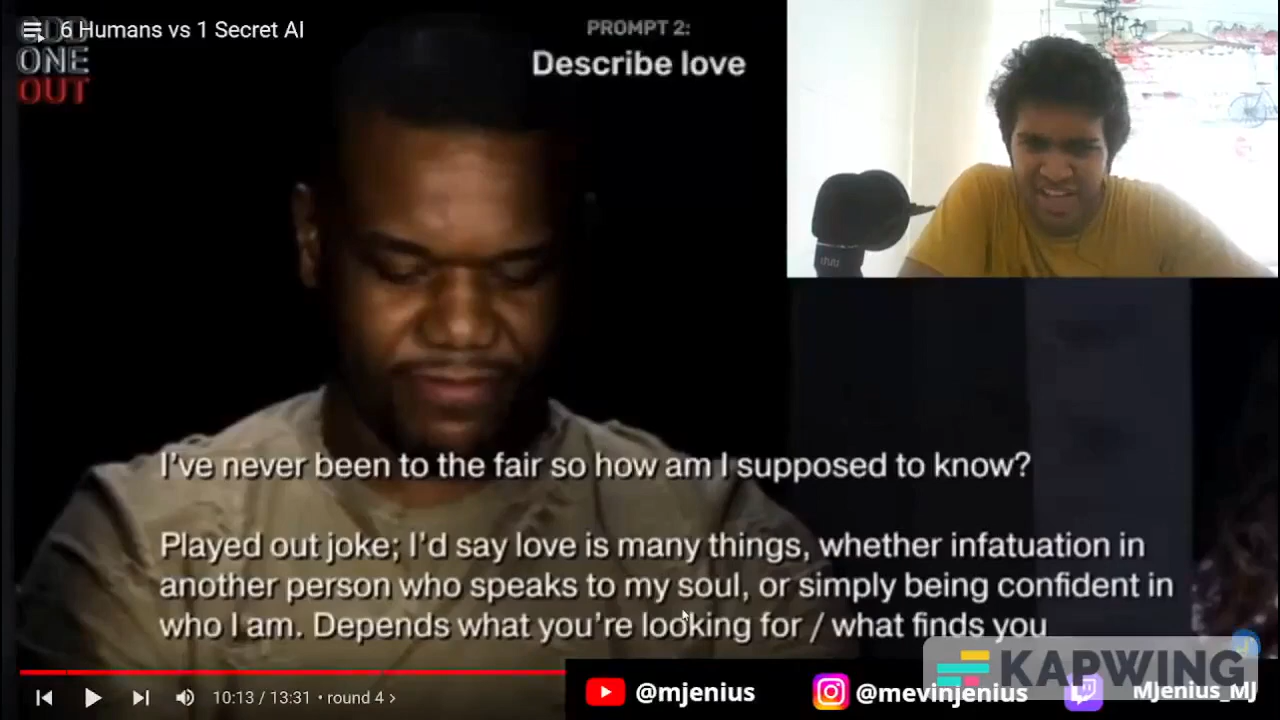 6 Humans vs 1 Secret AI
ODD
ONE
OUT
PROMPT 2:
Describe love
I've never been to the fair so how am I supposed to know?
Played out joke; I'd say love is many things, whether infatuation in
another person who speaks to my soul, or simply being confident in
who I am. Depends what you're looking for / what finds you
KAPWING
10:13 / 13:31 • round 4 ›
@mjenius
@mevinjenius
MJenius_MJ